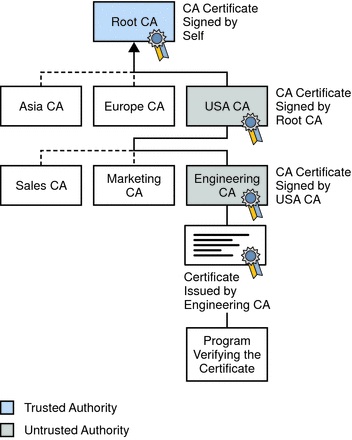 Root CA
CA Certificate
Signed by
Self
Asia CA
Europe CA
USA CA
CA Certificate
Signed by
Root CA
Sales CA
Marketing
CA
Engineering
CA
CA Certificate
Signed by
USA CA
Certificate
Issued by
Engineering CA
Program
Verifying the
Certificate
Trusted Authority
Untrusted Authority